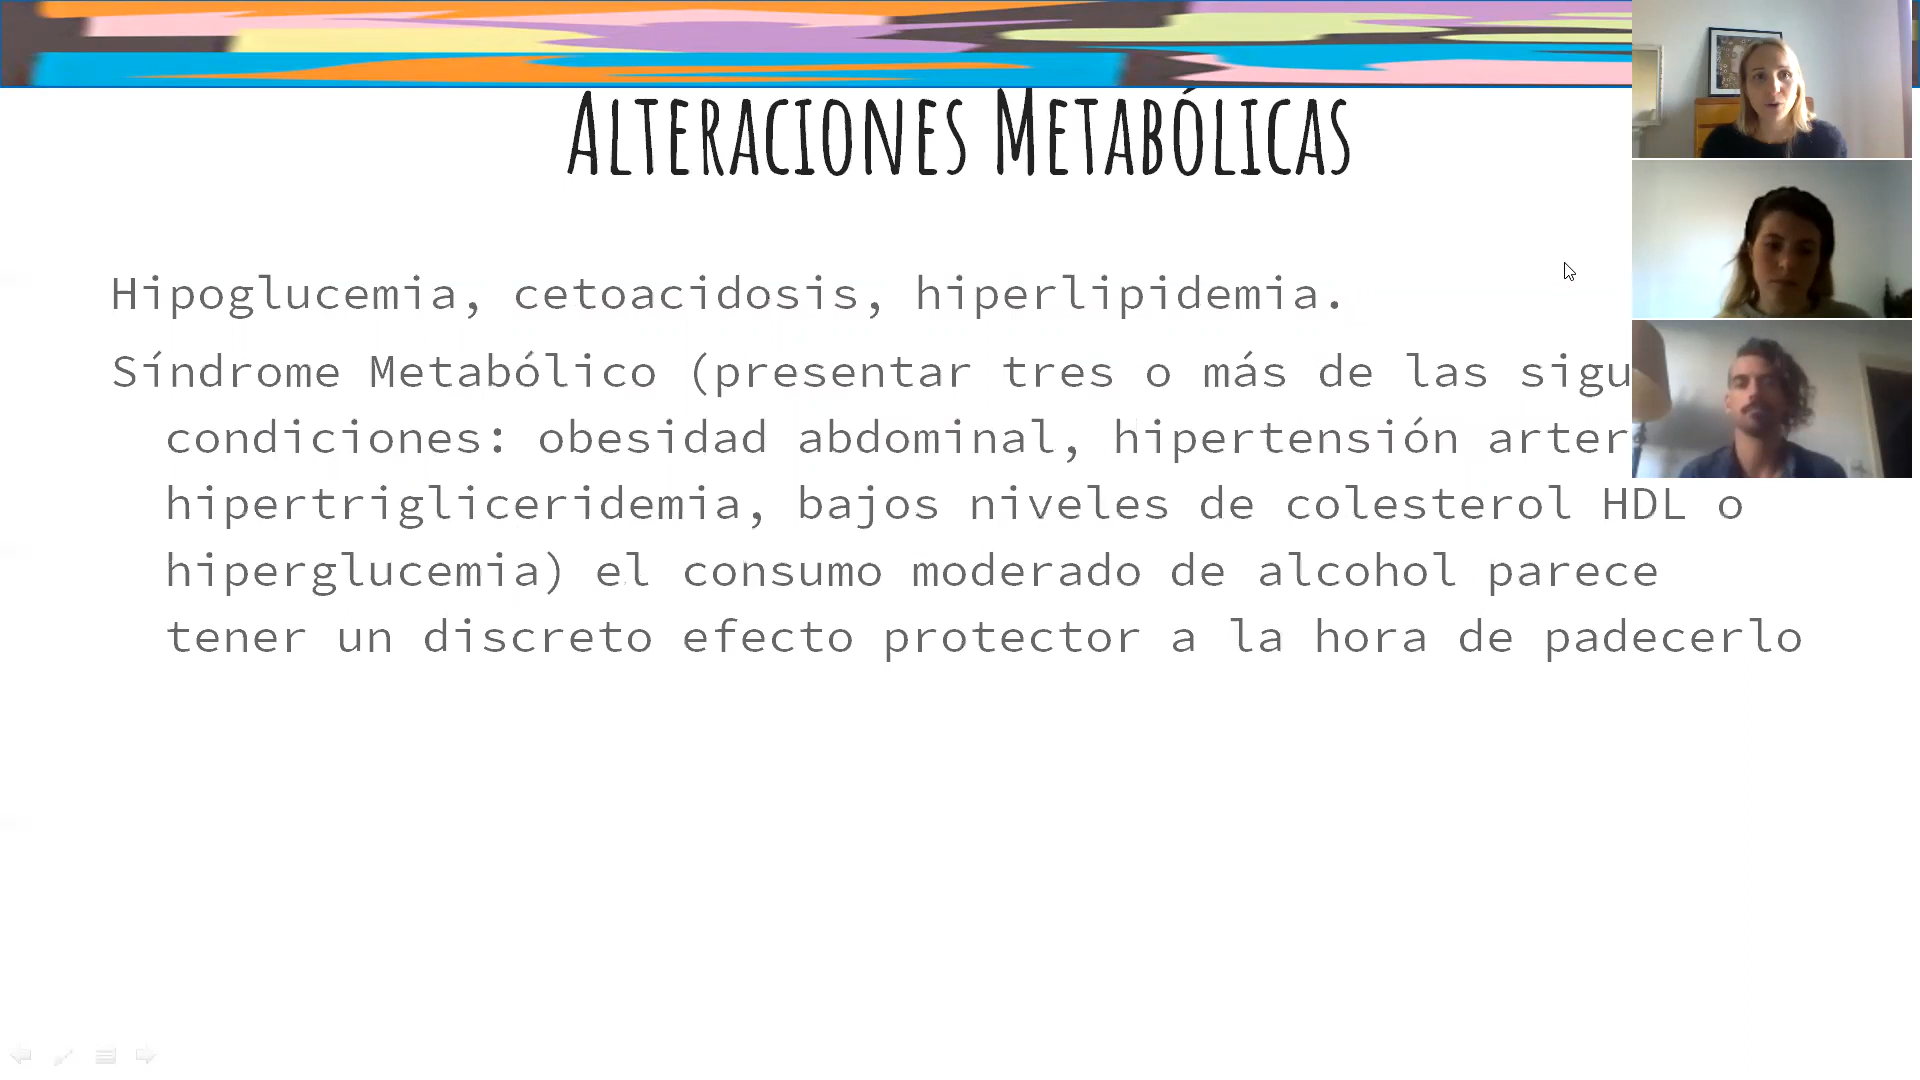 Alteraciones Metabólicas
Hipoglucemia, cetoacidosis, hiperlipidemia.
Síndrome Metabólico (presentar tres o más de las sigu
condiciones: obesidad abdominal, hipertensión arter
hipertrigliceridemia, bajos niveles de colesterol HDL o
hiperglucemia) el consumo moderado de alcohol parece
tener un discreto efecto protector a la hora de padecerlo